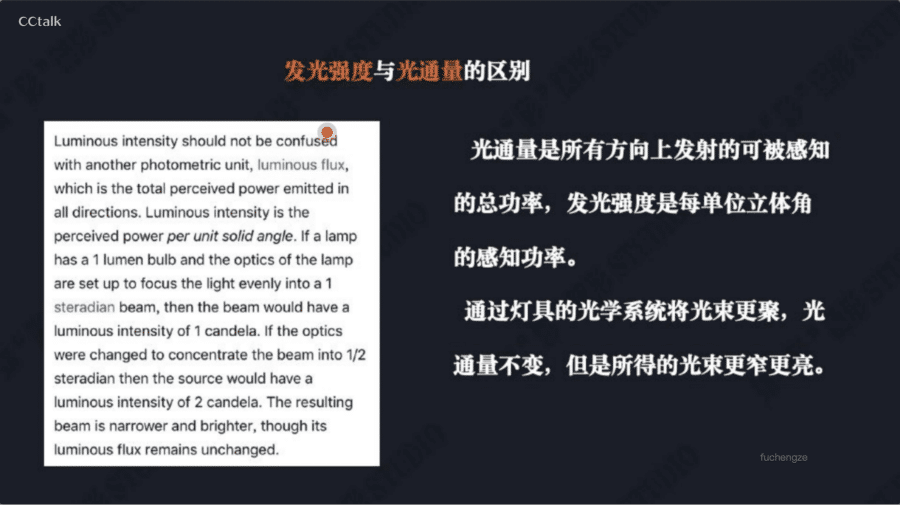 CCtalk
发光强度与光通量的区别
Luminous intensity should not be confused
with another photometric unit, luminous flux,
which is the total perceived power emitted in
all directions. Luminous intensity is the
perceived power per unit solid angle. If a lamp
has a 1 lumen bulb and the optics of the lamp
are set up to focus the light evenly into a 1
steradian beam, then the beam would have a
luminous intensity of 1 candela. If the optics
were changed to concentrate the beam into 1/2
steradian then the source would have a
luminous intensity of 2 candela. The resulting
beam is narrower and brighter, though its
luminous flux remains unchanged.
光通量是所有方向上发射的可被感知
的总功率，发光强度是每单位立体角
的感知功率。
通过灯具的光学系统将光束更聚，光
通量不变，但是所得的光束更窄更亮。
fuchengze